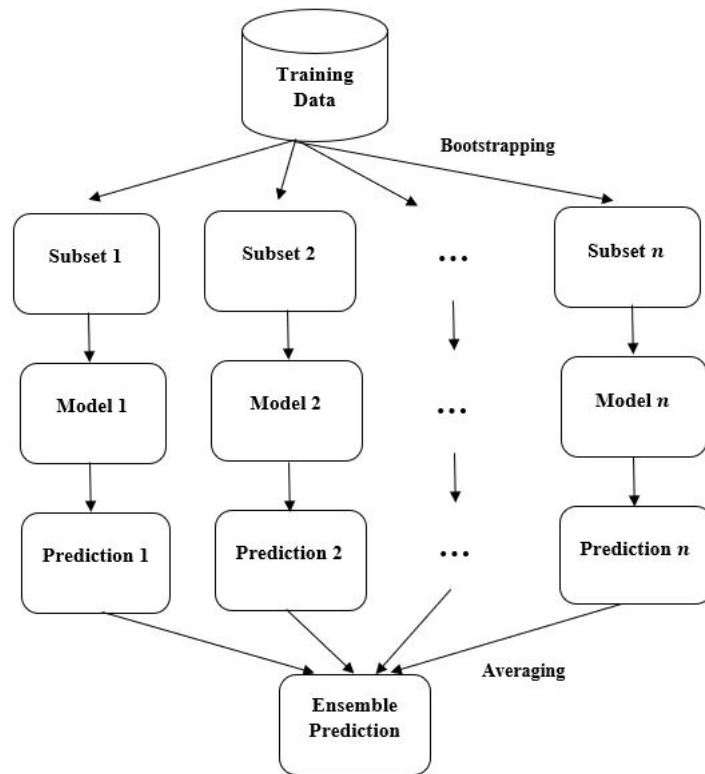 Training
Data
Bootstrapping
Subset 1
Subset 2
...
Subset n
Model 1
Model 2
...
Model n
Prediction 1
Prediction 2
...
Prediction n
Averaging
Ensemble
Prediction